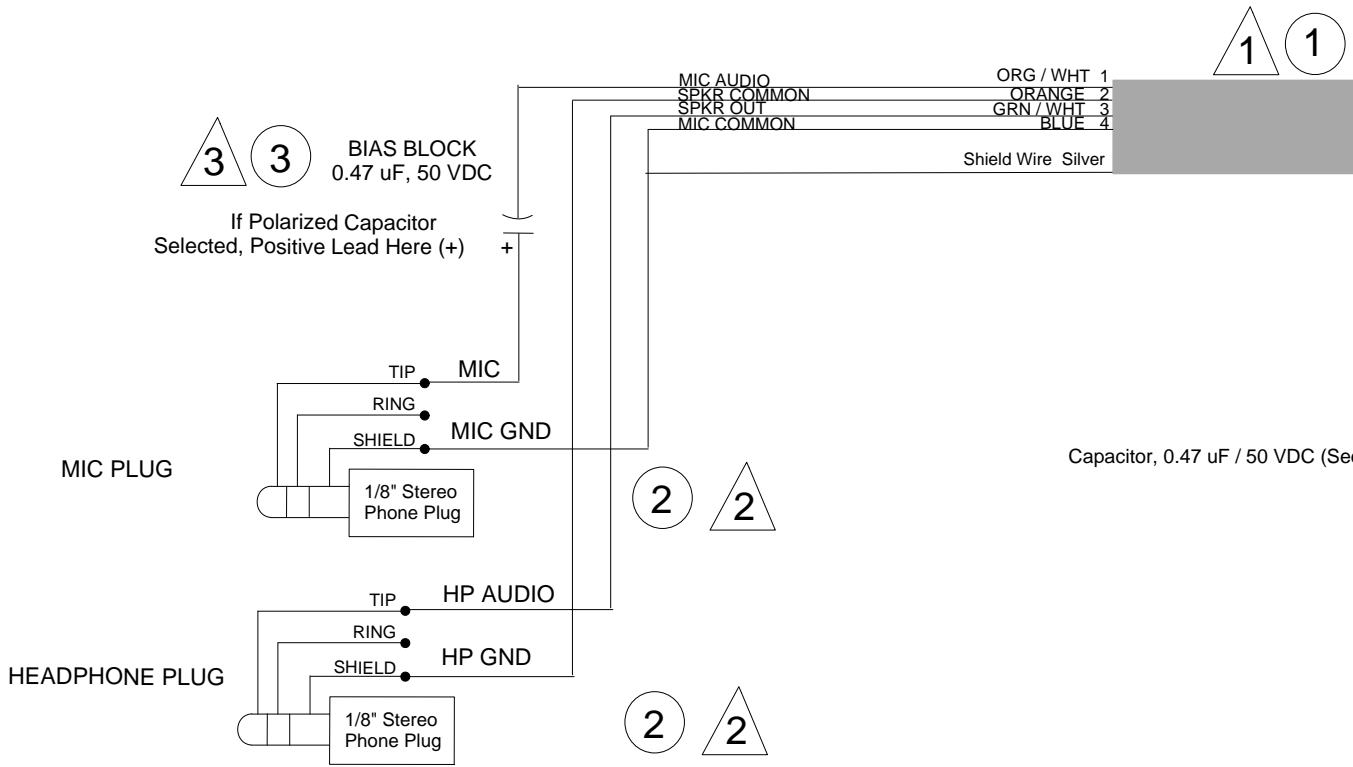 1 1
MIC AUDIO ORG / WHT 1
SPKR COMMON ORANGE 2
SPKR OUT GRN / WHT 3
MIC COMMON BLUE 4
Shield Wire Silver
3 3
BIAS BLOCK
0.47 uF, 50 VDC
If Polarized Capacitor
Selected, Positive Lead Here (+) +
TIP MIC
RING
SHIELD MIC GND
MIC PLUG
1/8" Stereo
Phone Plug
2 2
Capacitor, 0.47 uF / 50 VDC (See
TIP HP AUDIO
RING
SHIELD HP GND
HEADPHONE PLUG
1/8" Stereo
Phone Plug
2 2